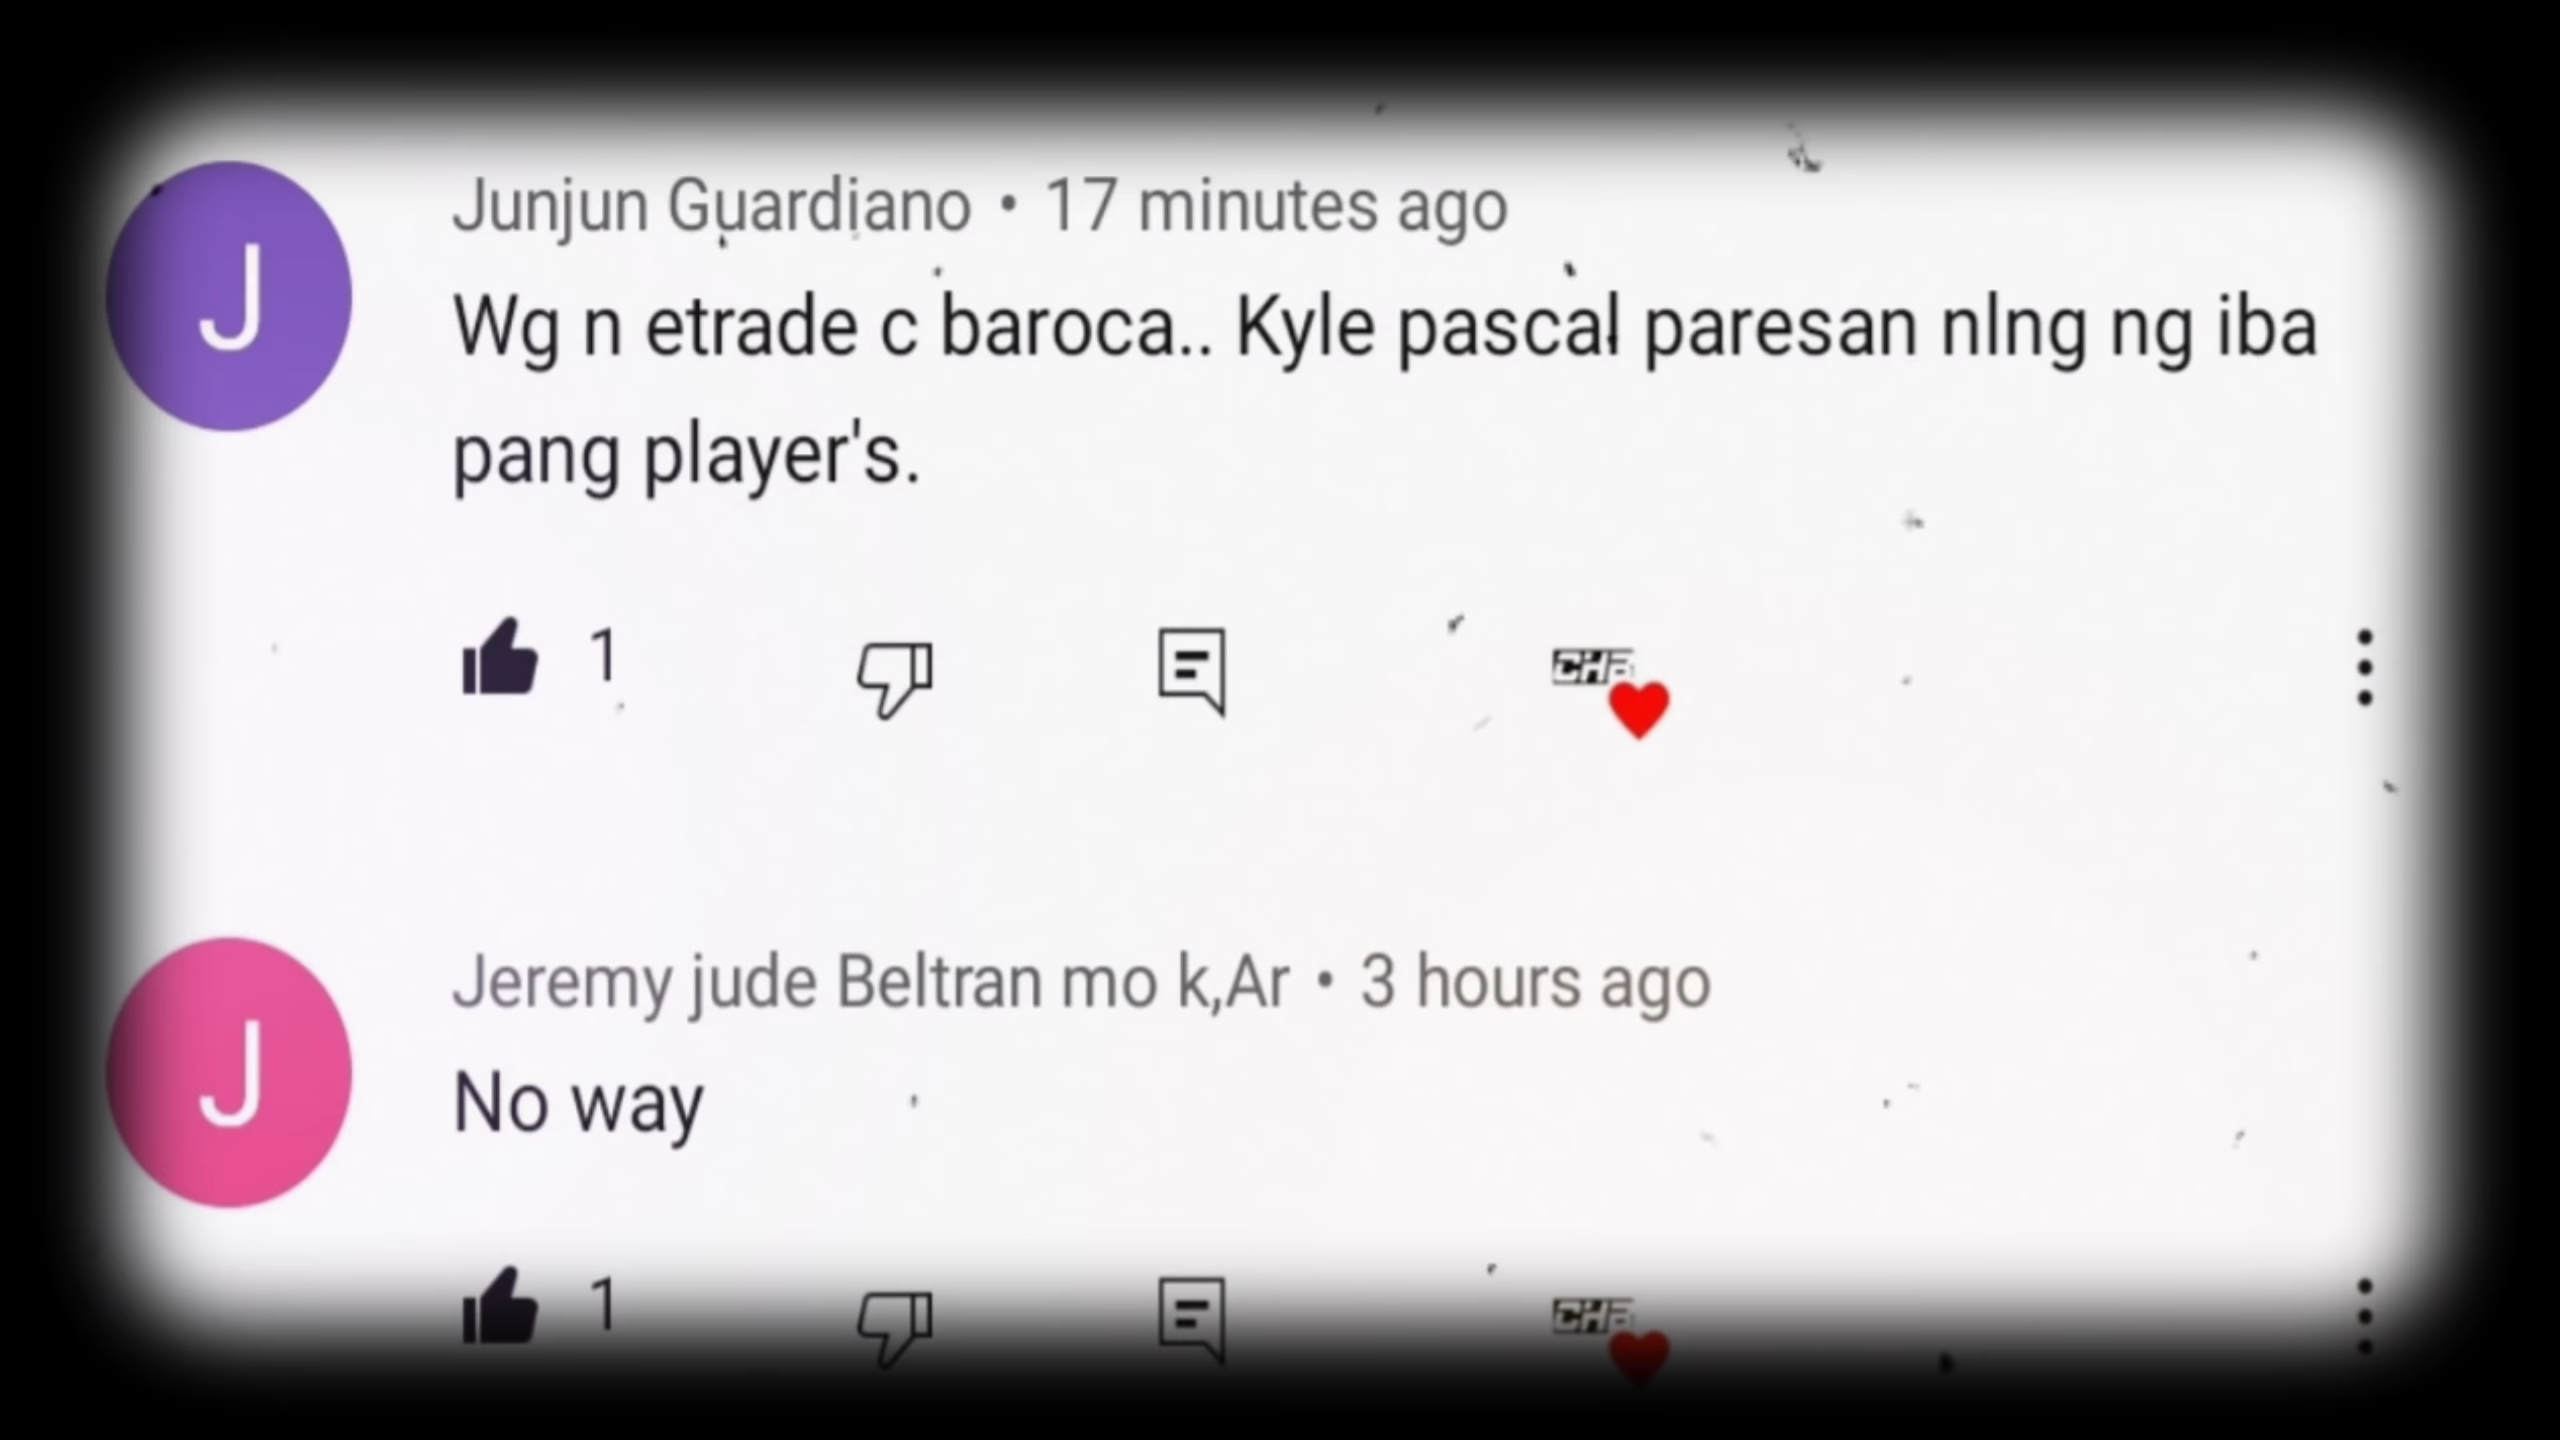 J
Junjun Guardiano • 17 minutes ago
Wg n etrade c baroca.. Kyle pascal paresan nlng ng iba
pang player's.
1
J
Jeremy jude Beltran mo k,Ar • 3 hours ago
No way
1